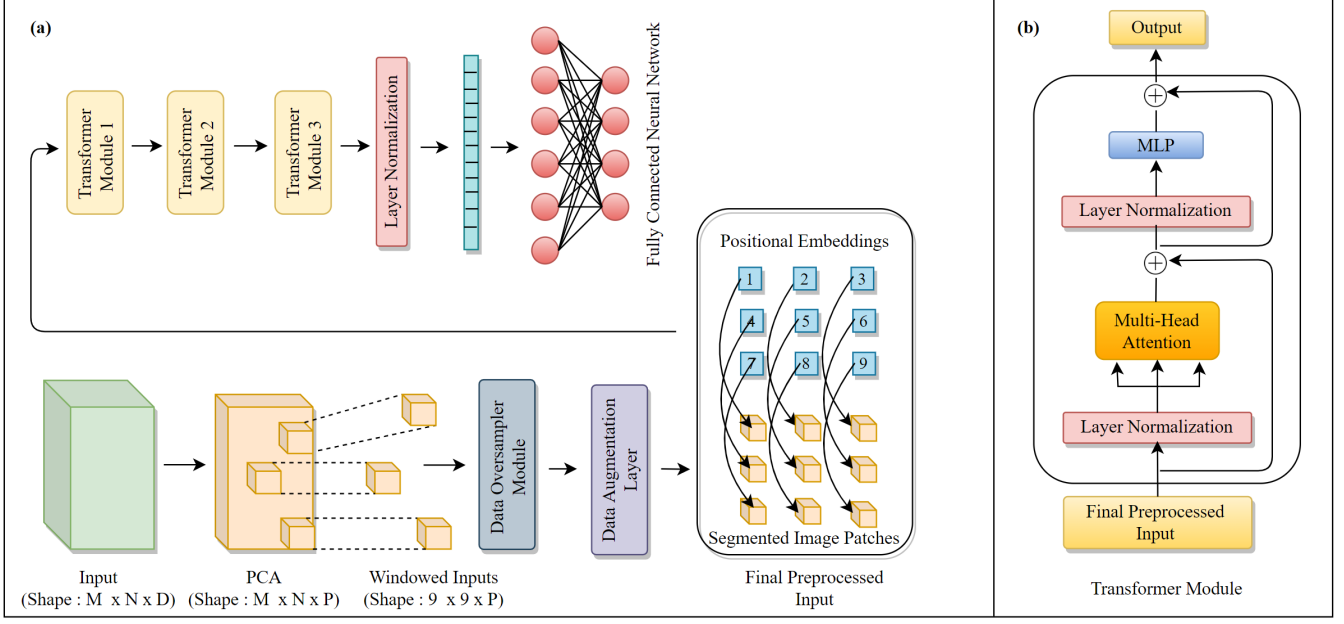 (a)
Transformer
Module 1
Transformer
Module 2
Transformer
Module 3
Layer Normalization
Fully Connected Neural Network
Positional Embeddings
1 2 3
4 5 6
7 8 9
Segmented Image Patches
Data Oversampler
Module
Data Augmentation
Layer
Input
(Shape : M x N x D)
PCA
(Shape : M x N x P)
Windowed Inputs
(Shape : 9 x 9 x P)
Final Preprocessed
Input
(b)
Output
MLP
Layer Normalization
Multi-Head
Attention
Layer Normalization
Final Preprocessed
Input
Transformer Module